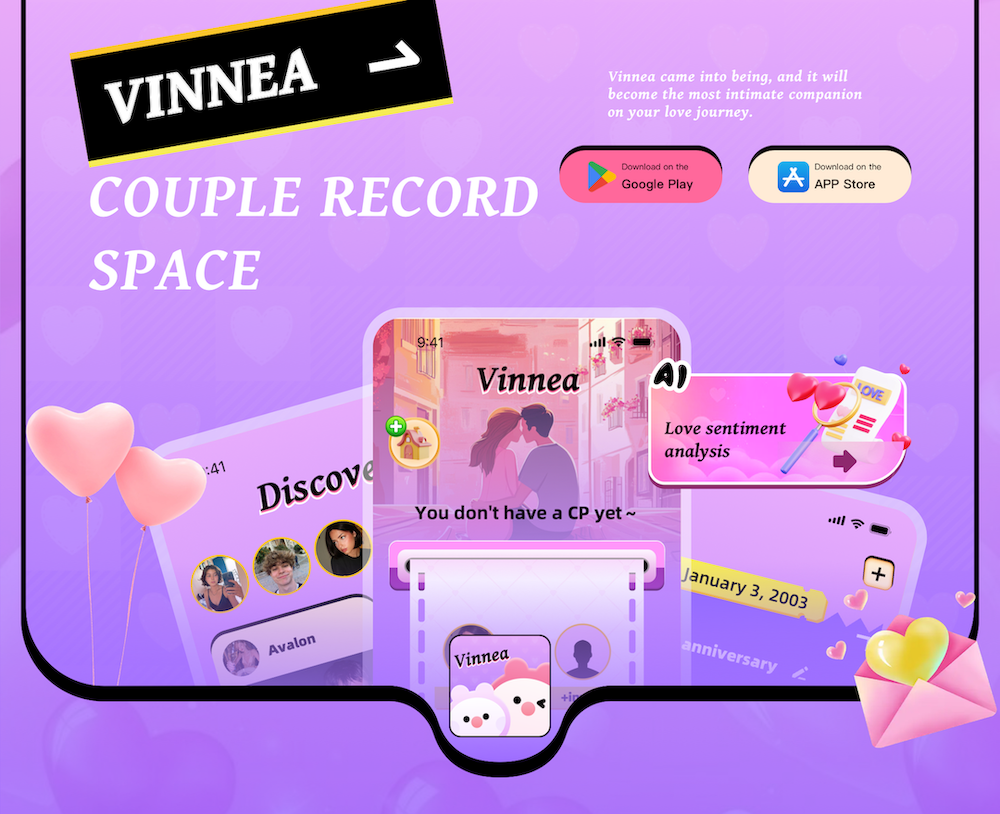 VINNEA
Vinnea came into being, and it will
become the most intimate companion
on your love journey.
Download on the
Google Play
Download on the
APP Store
COUPLE RECORD
SPACE
9:41
Vinnea
AI
Love sentiment
analysis
LOVE
:41
Discove
You don't have a CP yet~
January 3, 2003
Avalon
anniversary
Vinnea
+in